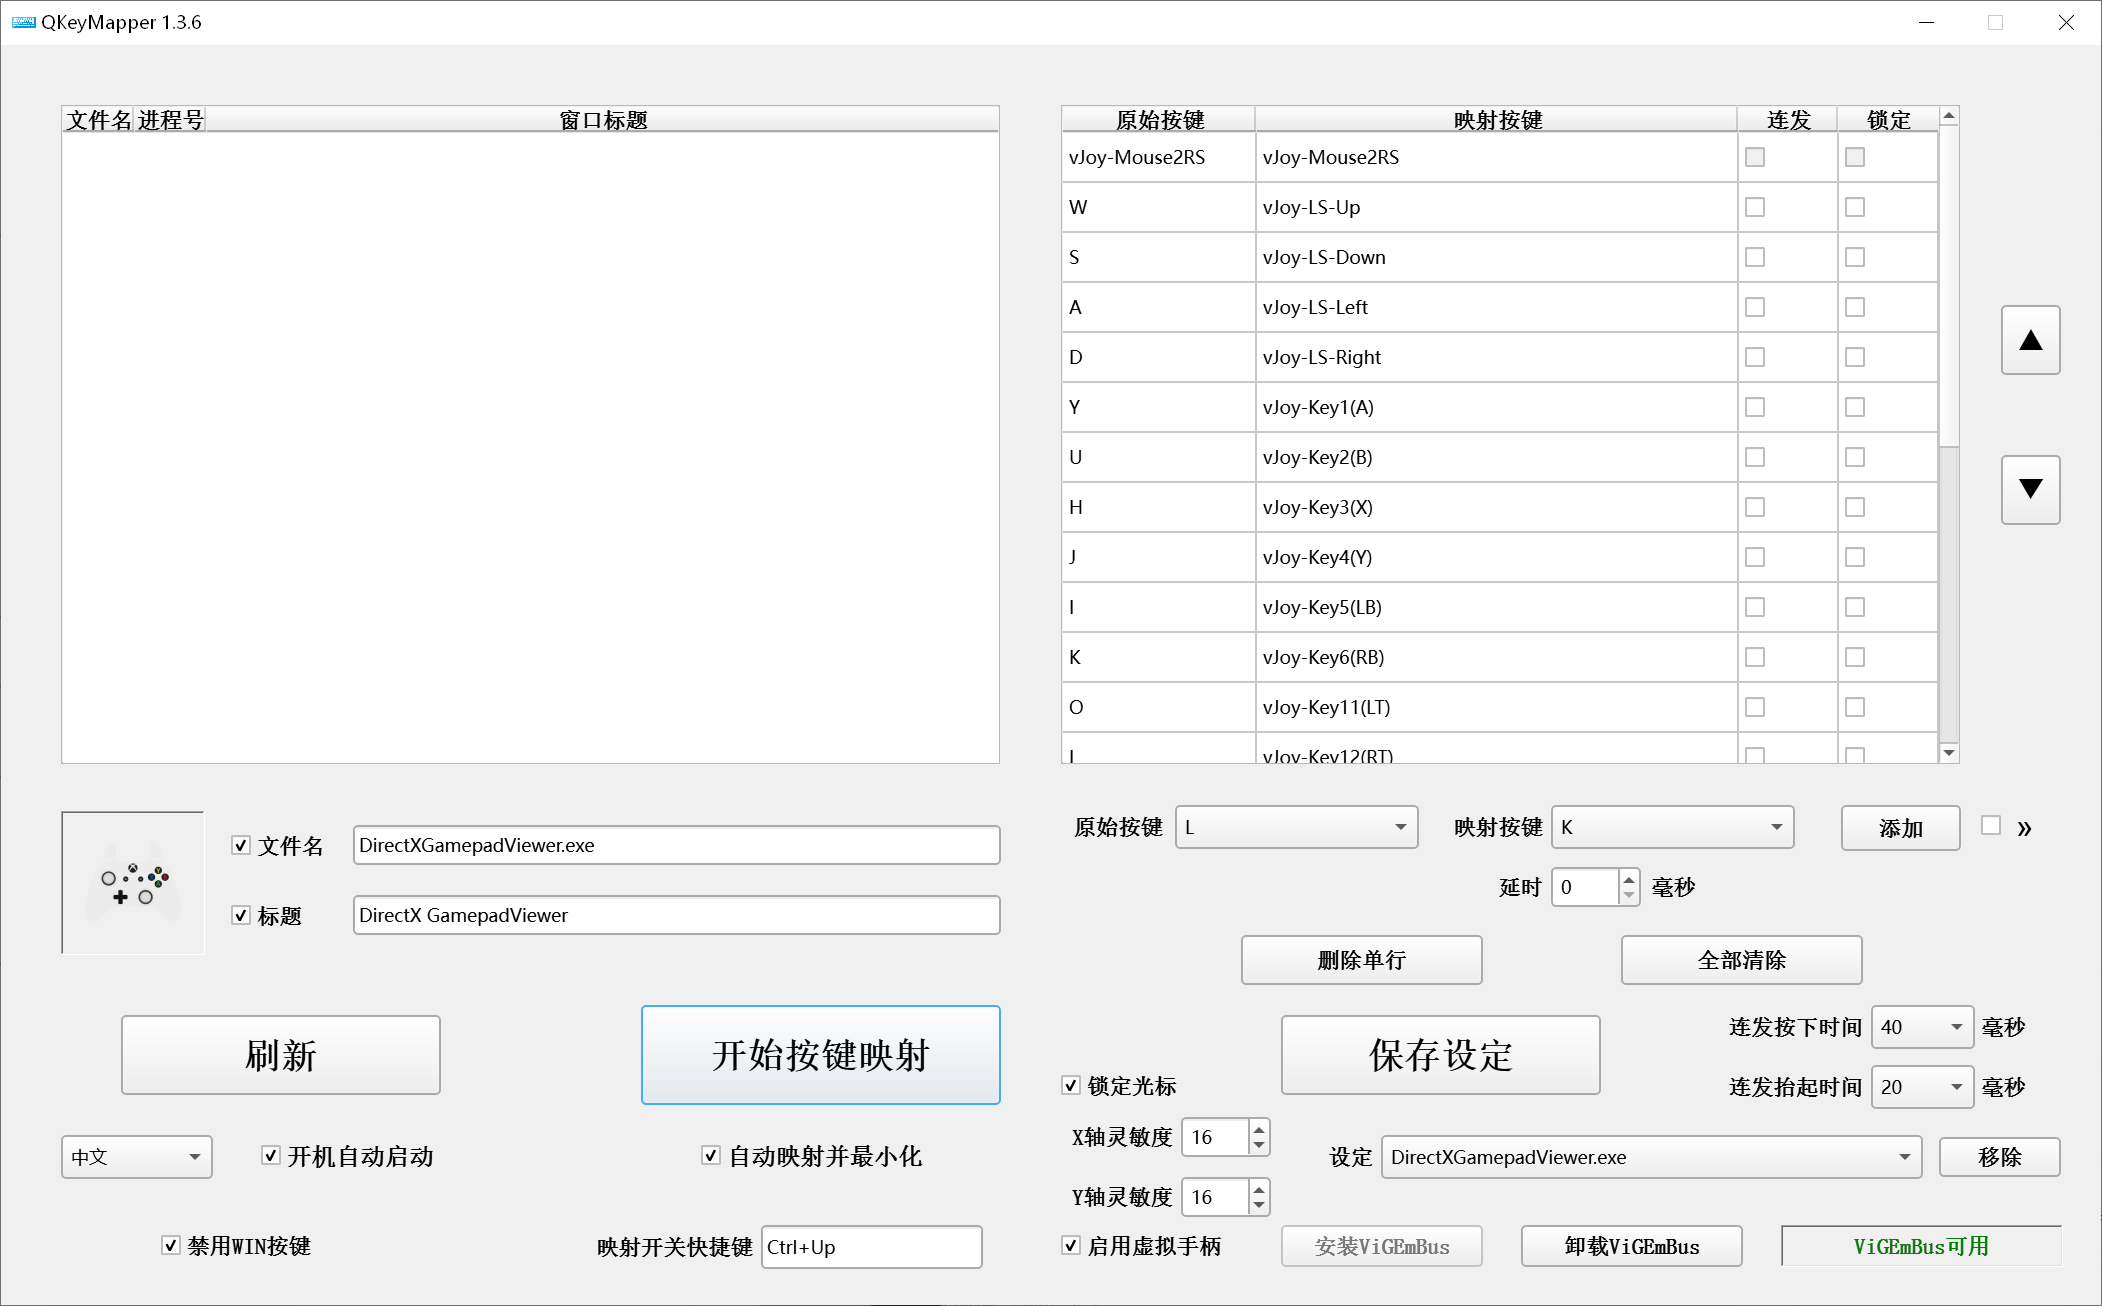 QKeyMapper 1.3.6
文件名 进程号 窗口标题
原始按键 映射按键 连发 锁定
vJoy-Mouse2RS vJoy-Mouse2RS
W vJoy-LS-Up
S vJoy-LS-Down
A vJoy-LS-Left
D vJoy-LS-Right
Y vJoy-Key1(A)
U vJoy-Key2(B)
H vJoy-Key3(X)
J vJoy-Key4(Y)
I vJoy-Key5(LB)
K vJoy-Key6(RB)
O vJoy-Key11(LT)
L vJoy-Key12(RT)
▲
▼
文件名 DirectXGamepadViewer.exe
标题 DirectX GamepadViewer
原始按键 L 映射按键 K 添加 »
延时 0 毫秒
删除单行 全部清除
刷新 开始按键映射
保存设定
连发按下时间 40 毫秒
连发抬起时间 20 毫秒
锁定光标
中文 开机自动启动 自动映射并最小化
X轴灵敏度 16
设定 DirectXGamepadViewer.exe 移除
Y轴灵敏度 16
禁用WIN按键 映射开关快捷键 Ctrl+Up
启用虚拟手柄 安装ViGEmBus 卸载ViGEmBus ViGEmBus可用